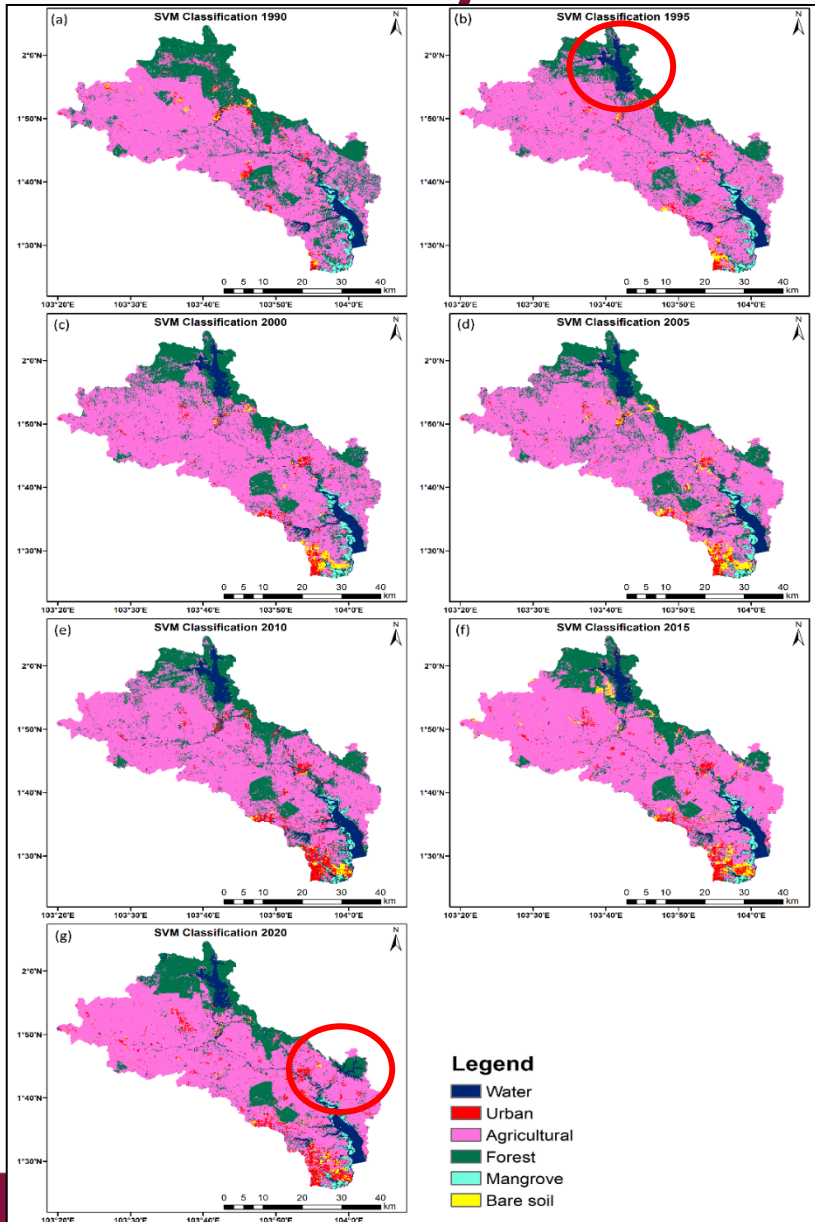 (a) SVM Classification 1990
N
2°0'N
1°50'N
1°40'N
1°30'N
0 5 10 20 30 40
km
103°20'E 103°30'E 103°40'E 103°50'E 104°0'E
(b) SVM Classification 1995
N
2°0'N
1°50'N
1°40'N
1°30'N
0 5 10 20 30 40
km
103°20'E 103°30'E 103°40'E 103°50'E 104°0'E
(c) SVM Classification 2000
N
2°0'N
1°50'N
1°40'N
1°30'N
0 5 10 20 30 40
km
103°20'E 103°30'E 103°40'E 103°50'E 104°0'E
(d) SVM Classification 2005
N
2°0'N
1°50'N
1°40'N
1°30'N
0 5 10 20 30 40
km
103°20'E 103°30'E 103°40'E 103°50'E 104°0'E
(e) SVM Classification 2010
N
2°0'N
1°50'N
1°40'N
1°30'N
0 5 10 20 30 40
km
103°20'E 103°30'E 103°40'E 103°50'E 104°0'E
(f) SVM Classification 2015
N
2°0'N
1°50'N
1°40'N
1°30'N
0 5 10 20 30 40
km
103°20'E 103°30'E 103°40'E 103°50'E 104°0'E
(g) SVM Classification 2020
N
2°0'N
1°50'N
1°40'N
1°30'N
0 5 10 20 30 40
km
103°20'E 103°30'E 103°40'E 103°50'E 104°0'E
Legend
Water
Urban
Agricultural
Forest
Mangrove
Bare soil